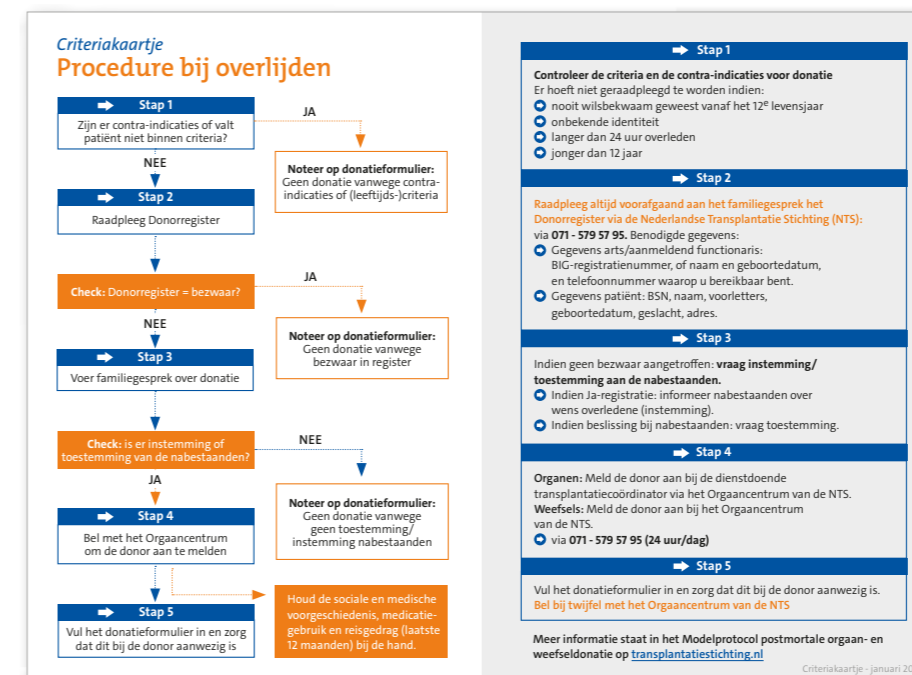 Criteriakaartje
Procedure bij overlijden
Stap 1
Zijn er contra-indicaties of valt
patiënt niet binnen criteria?
JA
Noteer op donatieformulier:
Geen donatie vanwege contra-
indicaties of (leeftijds-)criteria
NEE
Stap 2
Raadpleeg Donorregister
Check: Donorregister = bezwaar?
JA
Noteer op donatieformulier:
Geen donatie vanwege
bezwaar in register
NEE
Stap 3
Voer familiegesprek over donatie
Check: is er instemming of
toestemming van de nabestaanden?
NEE
Noteer op donatieformulier:
Geen donatie vanwege
geen toestemming/
instemming nabestaanden
JA
Stap 4
Bel met het Orgaancentrum
om de donor aan te melden
Houd de sociale en medische
voorgeschiedenis, medicatie-
gebruik en reisgedrag (laatste
12 maanden) bij de hand.
Stap 5
Vul het donatieformulier in en zorg
dat dit bij de donor aanwezig is
Stap 1
Controleer de criteria en de contra-indicaties voor donatie
Er hoeft niet geraadpleegd te worden indien:
nooit wilsbekwaam geweest vanaf het 12e levensjaar
onbekende identiteit
langer dan 24 uur overleden
jonger dan 12 jaar
Stap 2
Raadpleeg altijd voorafgaand aan het familiegesprek het
Donorregister via de Nederlandse Transplantatie Stichting (NTS):
via 071 - 579 57 95. Benodigde gegevens:
Gegevens arts/aanmeldend functionaris:
BIG-registratienummer, of naam en geboortedatum,
en telefoonnummer waarop u bereikbaar bent.
Gegevens patiënt: BSN, naam, voorletters,
geboortedatum, geslacht, adres.
Stap 3
Indien geen bezwaar aangetroffen: vraag instemming/
toestemming aan de nabestaanden.
Indien Ja-registratie: informeer nabestaanden over
wens overledene (instemming).
Indien beslissing bij nabestaanden: vraag toestemming.
Stap 4
Organen: Meld de donor aan bij de dienstdoende
transplantatiecoördinator via het Orgaancentrum van de NTS.
Weefsels: Meld de donor aan bij het Orgaancentrum
van de NTS.
via 071 - 579 57 95 (24 uur/dag)
Stap 5
Vul het donatieformulier in en zorg dat dit bij de donor aanwezig is.
Bel bij twijfel met het Orgaancentrum van de NTS
Meer informatie staat in het Modelprotocol postmortale orgaan- en
weefseldonatie op transplantatiestichting.nl
Criteriakaartje - januari 20